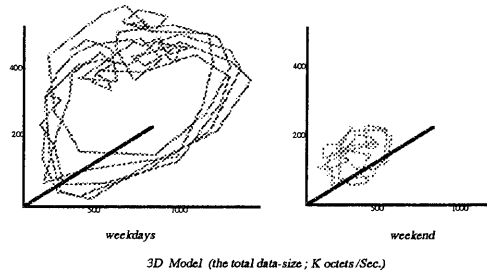 400
400
200
200
500
1000
500
1000
weekdays
weekend
3D Model (the total data-size ; K octets /Sec.)